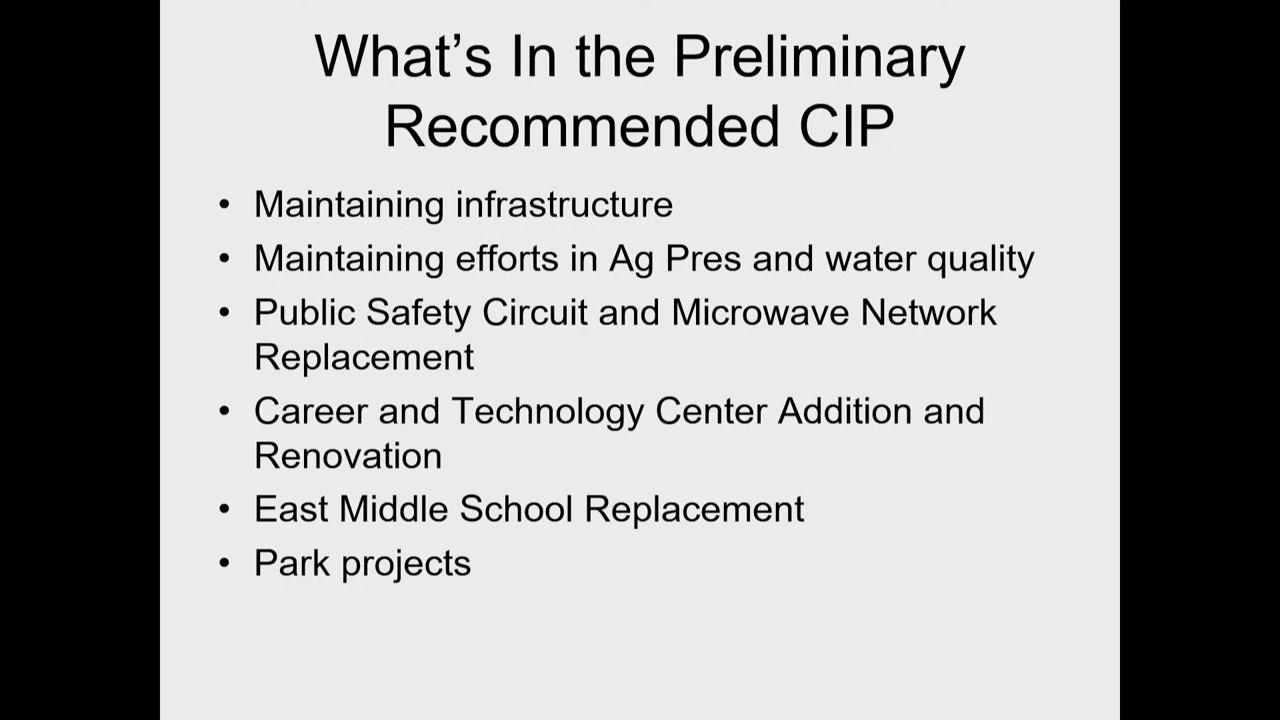 What’s In the Preliminary
Recommended CIP
• Maintaining infrastructure
• Maintaining efforts in Ag Pres and water quality
• Public Safety Circuit and Microwave Network
Replacement
• Career and Technology Center Addition and
Renovation
• East Middle School Replacement
• Park projects